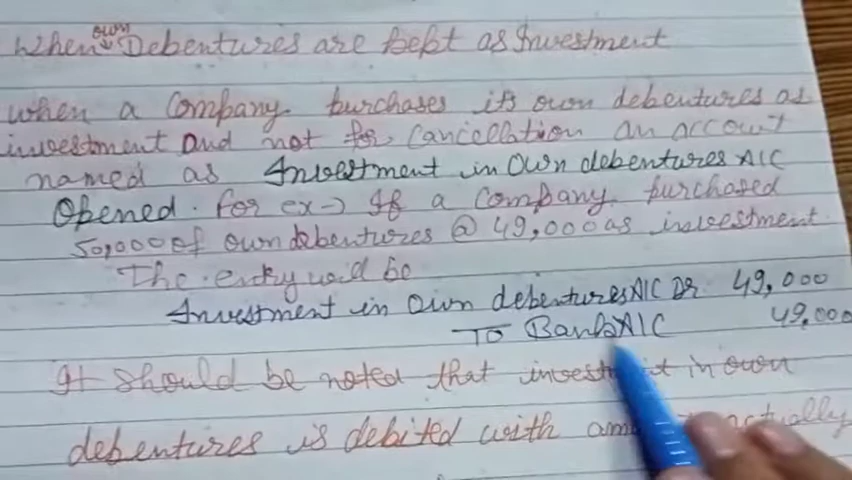 When own Debentures are kept as Investment
when a Company purchases its own debentures as
investment and not for Cancellation an account
named as Investment in Own debentures A/C
Opened. For ex→ If a Company purchased
50,000 of own debentures @ 49,000 as investment.
The entry will be
Investment in Own debentures A/C Dr. 49,000
To Bank A/C 49,000
It should be noted that in own
debentures is debited with actually